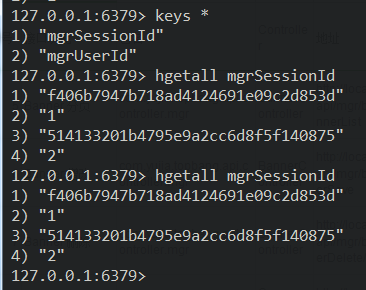 127.0.0.1:6379> keys *
1) "mgrSessionId"
2) "mgrUserId"
127.0.0.1:6379> hgetall mgrSessionId
1) "f406b7947b718ad4124691e09c2d853d"
2) "1"
3) "514133201b4795e9a2cc6d8f5f140875"
4) "2"
127.0.0.1:6379> hgetall mgrSessionId
1) "f406b7947b718ad4124691e09c2d853d"
2) "1"
3) "514133201b4795e9a2cc6d8f5f140875"
4) "2"
127.0.0.1:6379>